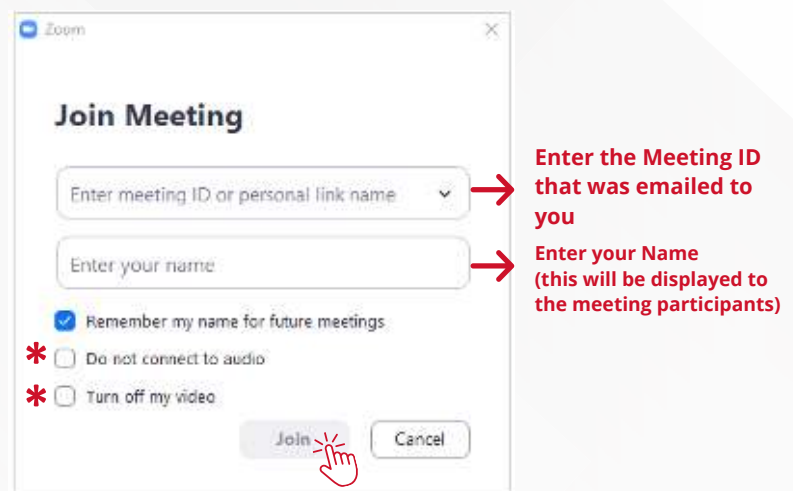 Zoom
Join Meeting
Enter meeting ID or personal link name
Enter the Meeting ID
that was emailed to
you
Enter your name
Enter your Name
(this will be displayed to
the meeting participants)
Remember my name for future meetings
* Do not connect to audio
* Turn off my video
Join
Cancel